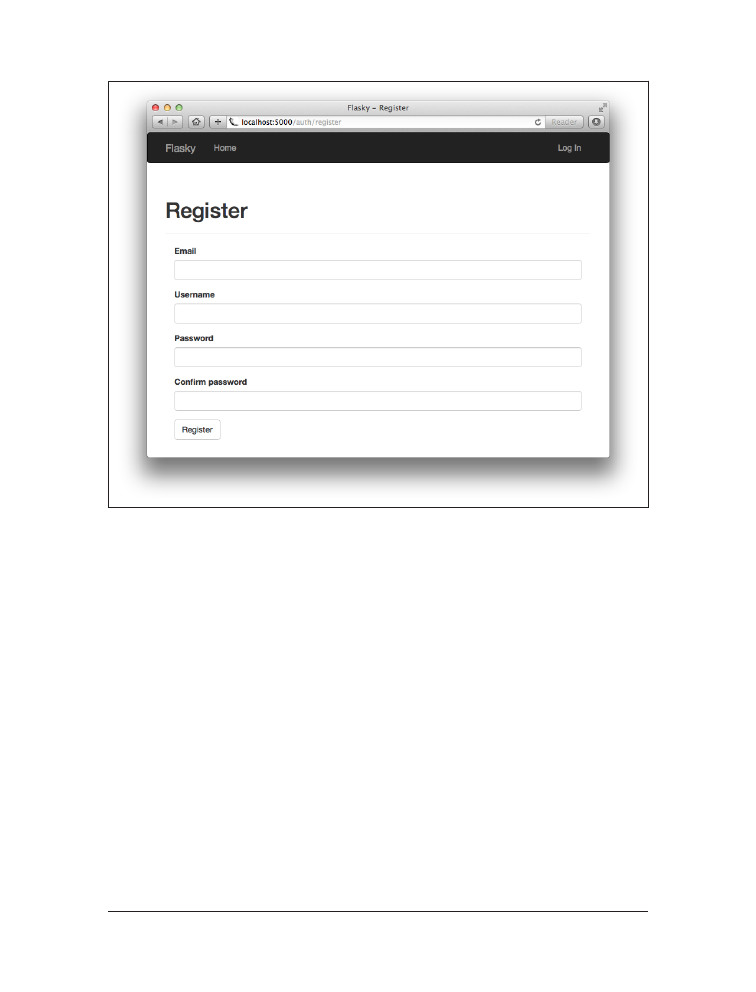 Flasky – Register
localhost:5000/auth/register
Reader
Flasky Home Log In
Register
Email
Username
Password
Confirm password
Register